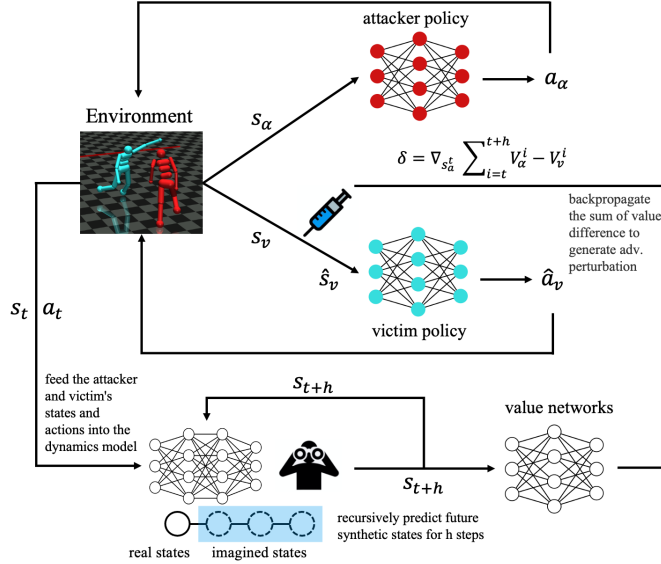 attacker policy
a_α
Environment
s_α
δ = ∇_{s_a^t} ∑_{i=t}^{t+h} V_α^i − V_v^i
backpropagate
the sum of value
difference to
generate adv.
perturbation
s_v
ŝ_v
â_v
victim policy
s_t a_t
feed the attacker
and victim's
states and
actions into the
dynamics model
s_{t+h}
value networks
s_{t+h}
recursively predict future
synthetic states for h steps
real states
imagined states